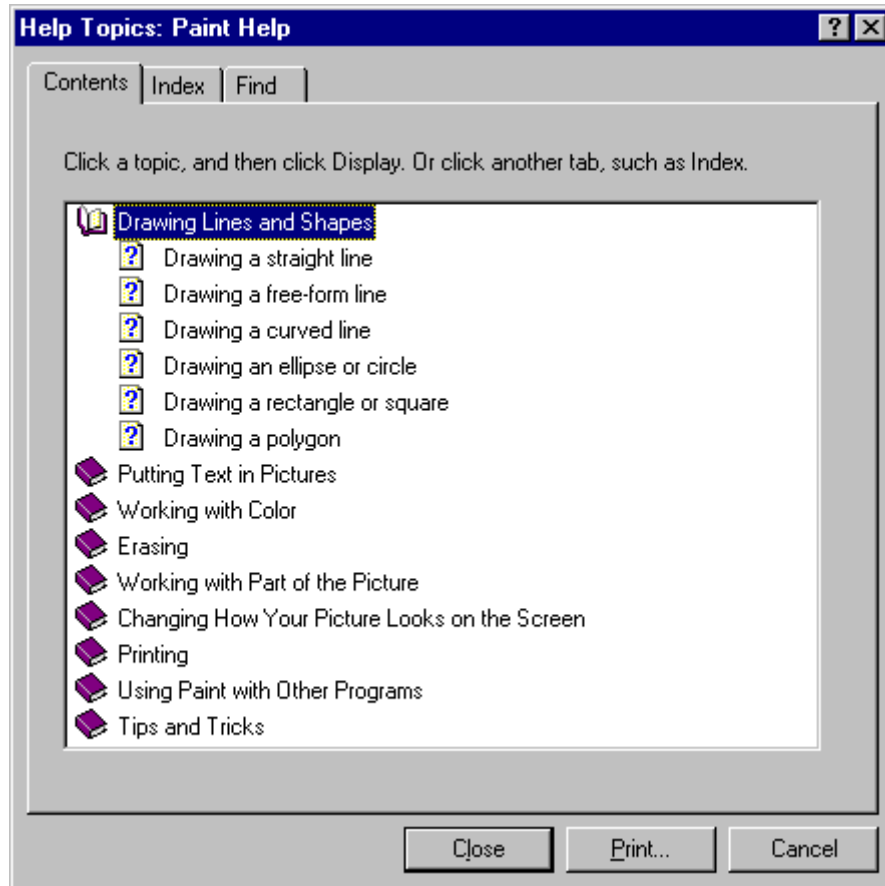 Help Topics: Paint Help
Contents Index Find
Click a topic, and then click Display. Or click another tab, such as Index.
Drawing Lines and Shapes
? Drawing a straight line
? Drawing a free-form line
? Drawing a curved line
? Drawing an ellipse or circle
? Drawing a rectangle or square
? Drawing a polygon
Putting Text in Pictures
Working with Color
Erasing
Working with Part of the Picture
Changing How Your Picture Looks on the Screen
Printing
Using Paint with Other Programs
Tips and Tricks
Close Print... Cancel